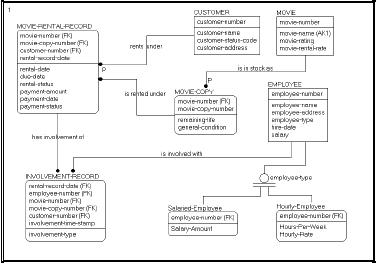 1
MOVIE-RENTAL-RECORD
movie-number (FK)
movie-copy-number (FK)
customer-number (FK)
rental-record-date
rental-date
due-date
rental-status
payment-amount
payment-date
payment-status
CUSTOMER
customer-number
customer-name
customer-status-code
customer-address
MOVIE
movie-number
movie-name (AK1)
movie-rating
movie-rental-rate
rents under
P
is in stock as
P
is rented under
MOVIE-COPY
movie-number (FK)
movie-copy-number
remaining-life
general-condition
EMPLOYEE
employee-number
employee-name
employee-address
employee-type
hire-date
salary
has involvement of
is involved with
INVOLVEMENT-RECORD
rental-record-date (FK)
employee-number (FK)
movie-number (FK)
movie-copy-number (FK)
customer-number (FK)
involvement-time-stamp
involvement-type
employee-type
Salaried-Employee
employee-number (FK)
Salary-Amount
Hourly-Employee
employee-number (FK)
Hours-Per-Week
Hourly-Rate